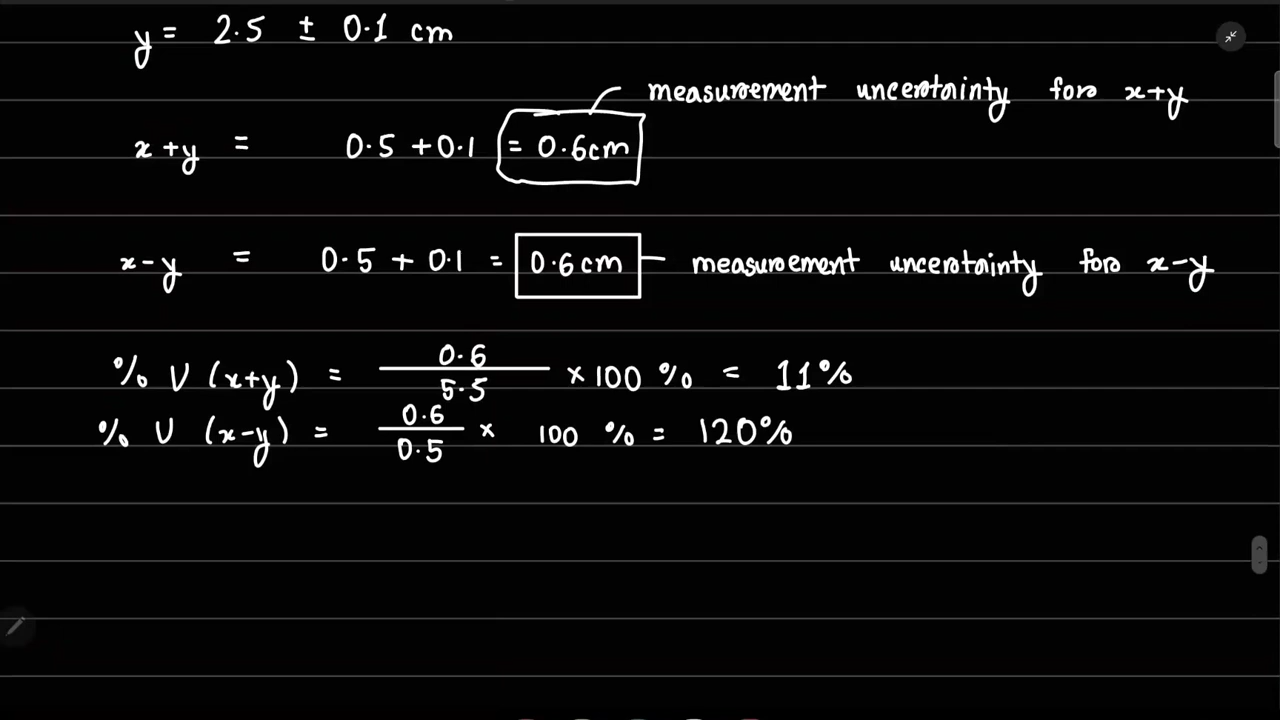 y = 2.5 ± 0.1 cm
measurement uncertainty for x+y
x+y = 0.5 + 0.1 = 0.6cm
x-y = 0.5 + 0.1 = 0.6cm measurement uncertainty for x-y
% U (x+y) = 0.6 / 5.5 × 100 % = 11%
% U (x-y) = 0.6 / 0.5 × 100 % = 120%